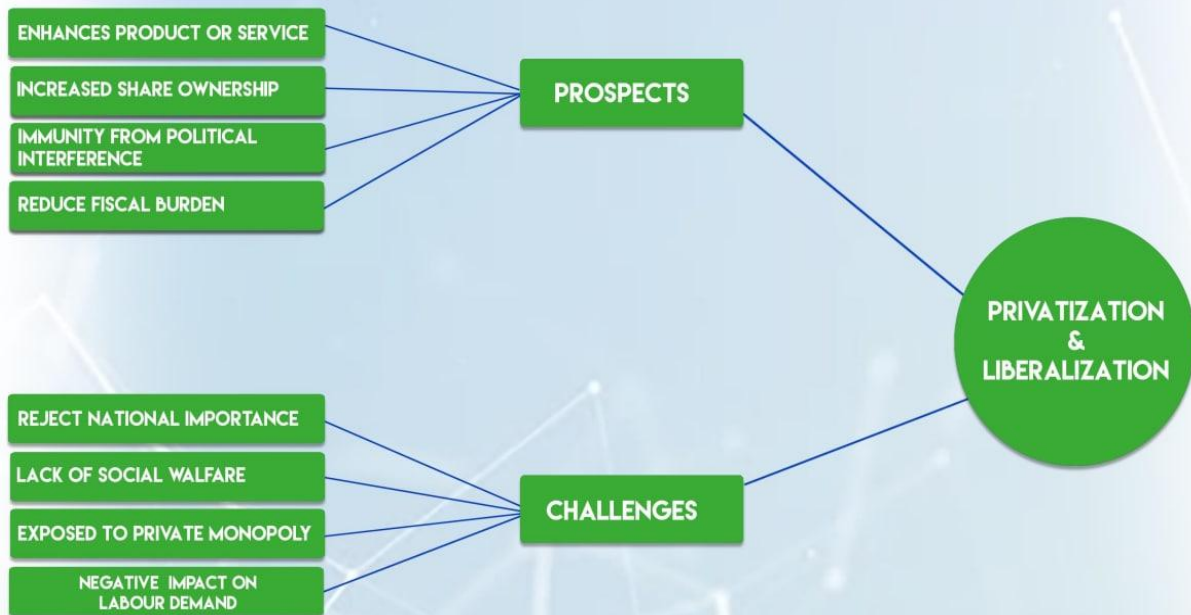 ENHANCES PRODUCT OR SERVICE
INCREASED SHARE OWNERSHIP
IMMUNITY FROM POLITICAL
INTERFERENCE
REDUCE FISCAL BURDEN
PROSPECTS
PRIVATIZATION
&
LIBERALIZATION
REJECT NATIONAL IMPORTANCE
LACK OF SOCIAL WALFARE
EXPOSED TO PRIVATE MONOPOLY
NEGATIVE IMPACT ON
LABOUR DEMAND
CHALLENGES